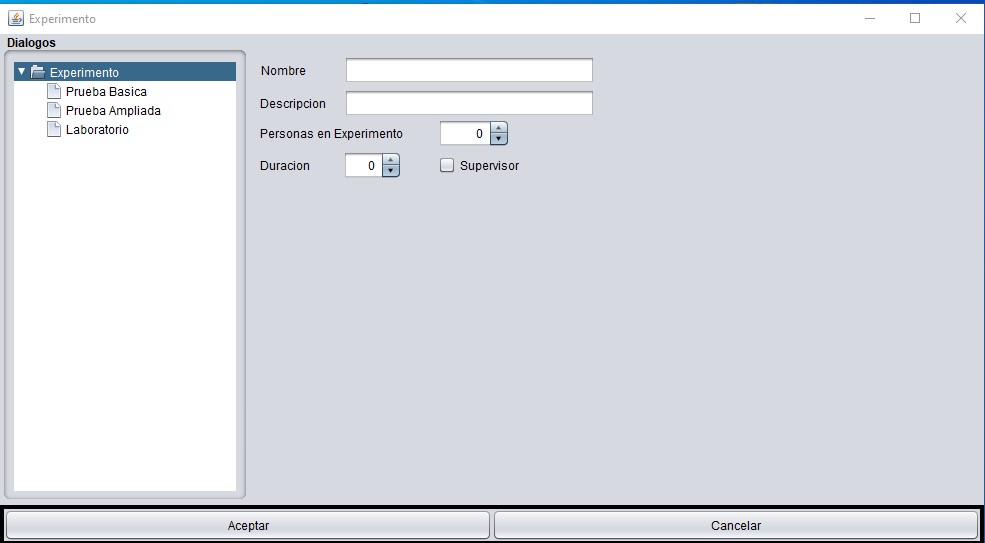 Experimento
Dialogos
Experimento
Prueba Basica
Prueba Ampliada
Laboratorio
Nombre
Descripcion
Personas en Experimento 0
Duracion 0 Supervisor
Aceptar Cancelar